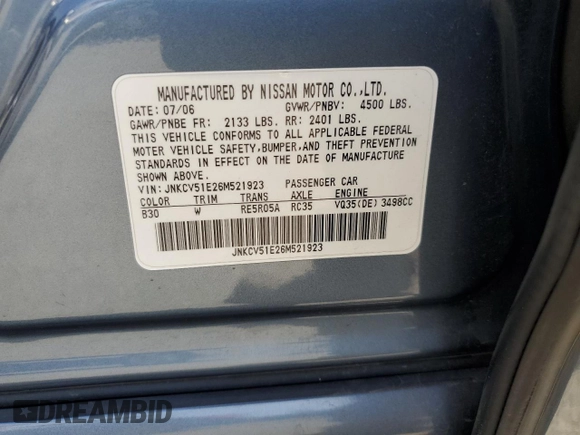 MANUFACTURED BY NISSAN MOTOR CO.,LTD.
DATE: 07/06 GVWR/PNBV: 4500 LBS.
GAWR/PNBE FR: 2133 LBS. RR: 2401 LBS.
THIS VEHICLE CONFORMS TO ALL APPLICABLE FEDERAL
MOTOR VEHICLE SAFETY,BUMPER,AND THEFT PREVENTION
STANDARDS IN EFFECT ON THE DATE OF MANUFACTURE
SHOWN ABOVE.
VIN: JNKCV51E26M521923 PASSENGER CAR
COLOR TRIM TRANS AXLE ENGINE
B30 W RE5R05A RC35 VQ35(DE) 3498CC
JNKCV51E26M521923
DREAMBID